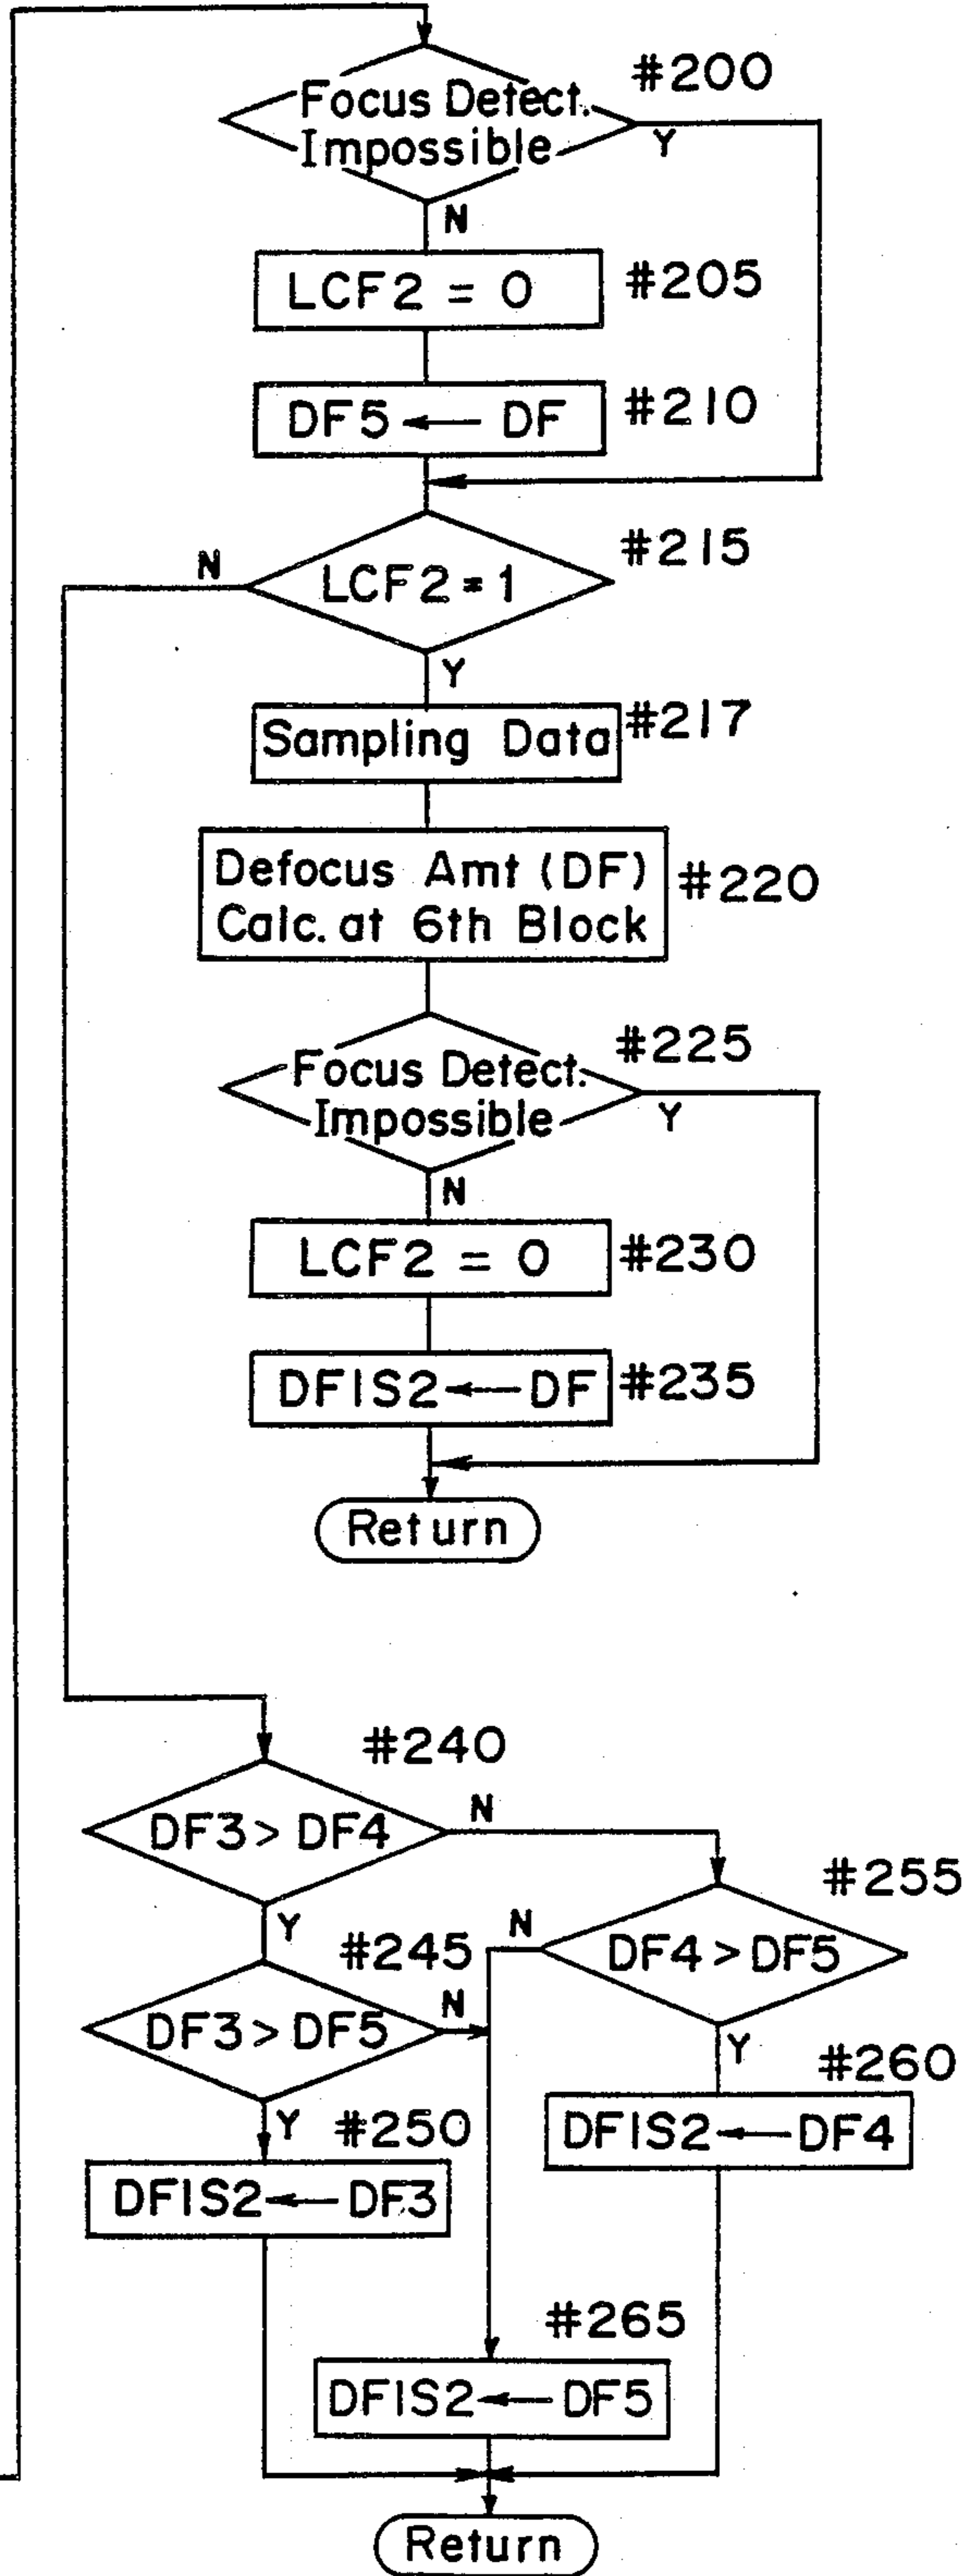 #200
Focus Detect.
Impossible
Y
N
LCF2 = 0
#205
DF5 ← DF
#210
#215
N
LCF2 = 1
Y
Sampling Data
#217
Defocus Amt (DF)
Calc. at 6th Block
#220
#225
Focus Detect.
Impossible
Y
N
LCF2 = 0
#230
DFIS2 ← DF
#235
Return
#240
DF3 > DF4
N
Y
#255
DF4 > DF5
N
Y
#245
DF3 > DF5
N
Y
#250
DFIS2 ← DF3
#260
DFIS2 ← DF4
#265
DFIS2 ← DF5
Return